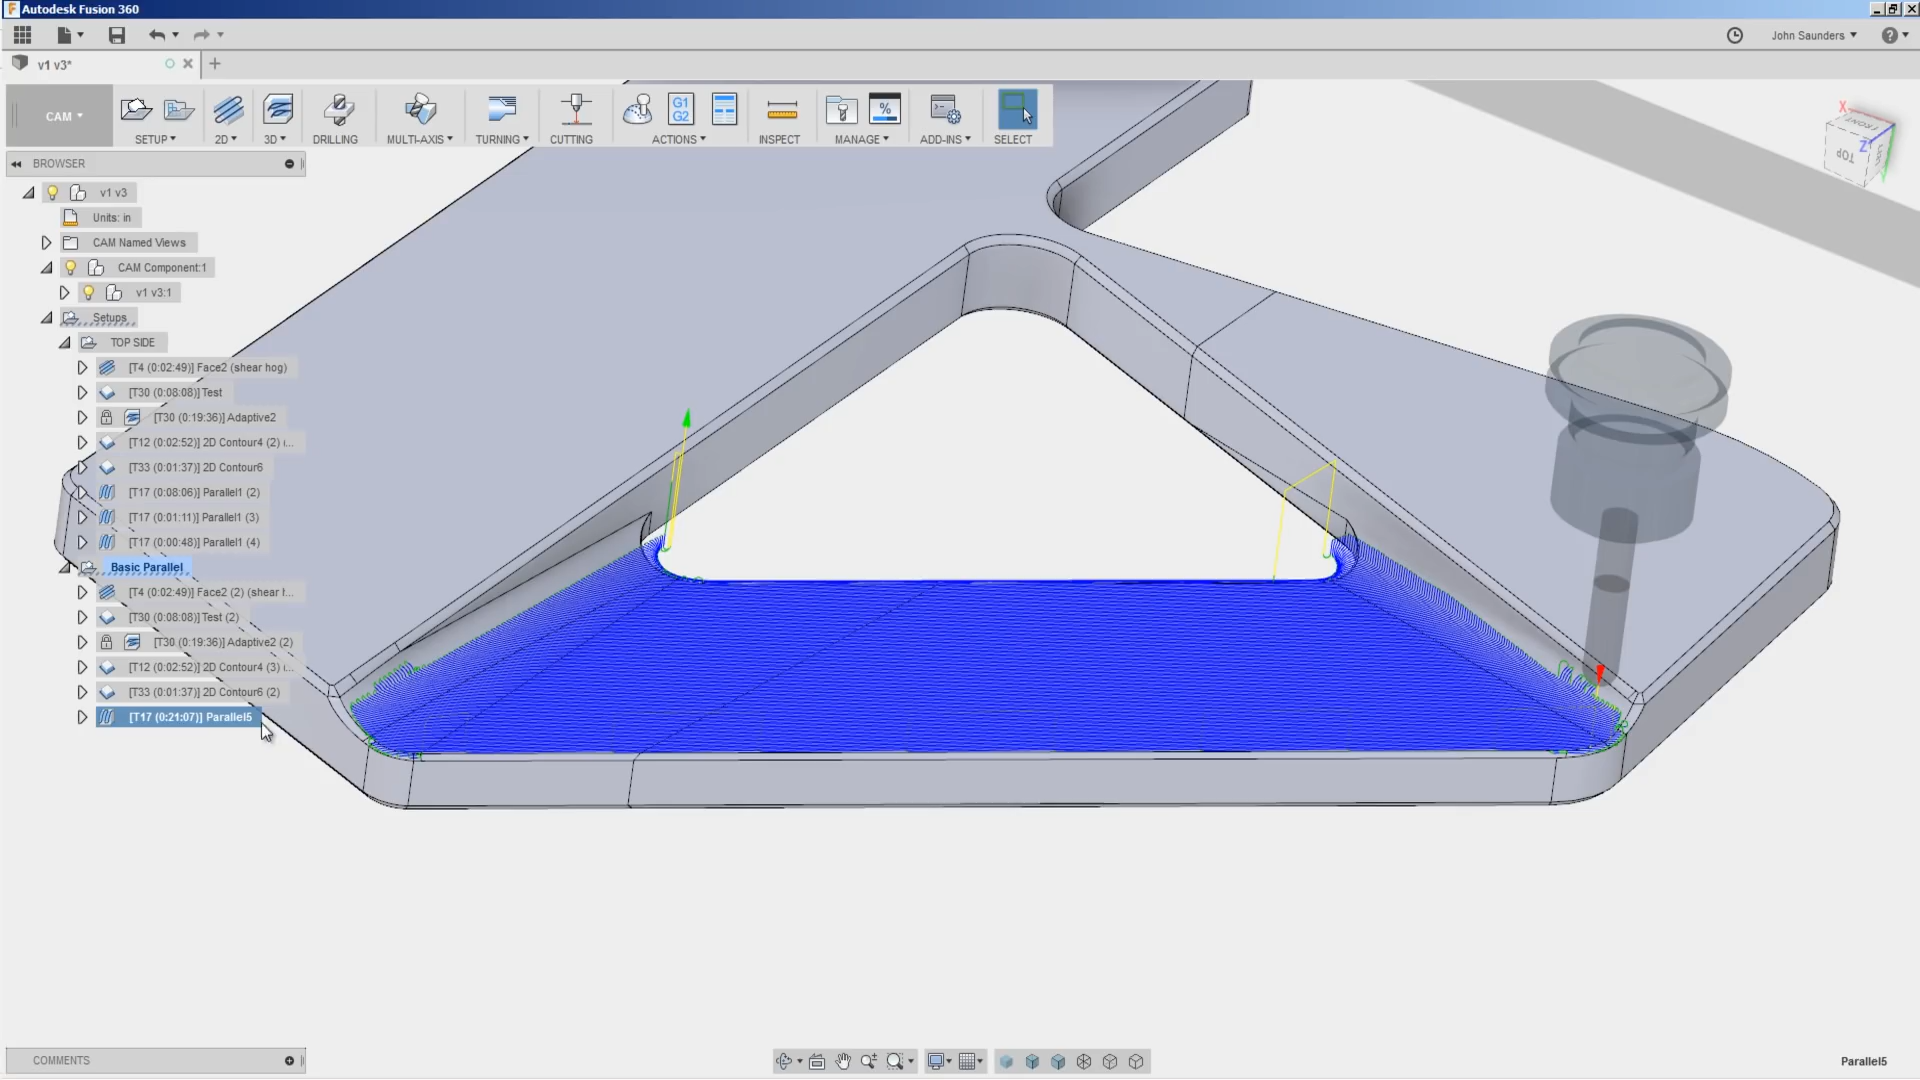 Autodesk Fusion 360
John Saunders
v1 v3*
CAM
SETUP
2D
3D
DRILLING
MULTI-AXIS
TURNING
CUTTING
G1
G2
ACTIONS
INSPECT
%
MANAGE
ADD-INS
SELECT
X
FRONT
TOP
Z
BROWSER
v1 v3
Units: in
CAM Named Views
CAM Component:1
v1 v3:1
Setups
TOP SIDE
[T4 (0:02:49)] Face2 (shear hog)
[T30 (0:08:08)] Test
[T30 (0:19:36)] Adaptive2
[T12 (0:02:52)] 2D Contour4 (2) (...
[T33 (0:01:37)] 2D Contour6
[T17 (0:08:06)] Parallel1 (2)
[T17 (0:01:11)] Parallel1 (3)
[T17 (0:00:48)] Parallel1 (4)
Basic Parallel
[T4 (0:02:49)] Face2 (2) (shear h...
[T30 (0:08:08)] Test (2)
[T30 (0:19:36)] Adaptive2 (2)
[T12 (0:02:52)] 2D Contour4 (3) (...
[T33 (0:01:37)] 2D Contour6 (2)
[T17 (0:21:07)] Parallel5
COMMENTS
Parallel5